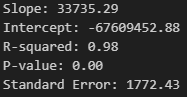 Slope: 33735.29
Intercept: -67609452.88
R-squared: 0.98
P-value: 0.00
Standard Error: 1772.43